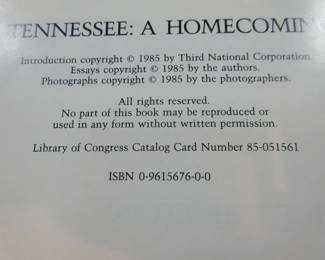 TENNESSEE: A HOMECOMIN
Introduction copyright © 1985 by Third National Corporation.
Essays copyright © 1985 by the authors.
Photographs copyright © 1985 by the photographers.
All rights reserved.
No part of this book may be reproduced or
used in any form without written permission.
Library of Congress Catalog Card Number 85-051561
ISBN 0-9615676-0-0